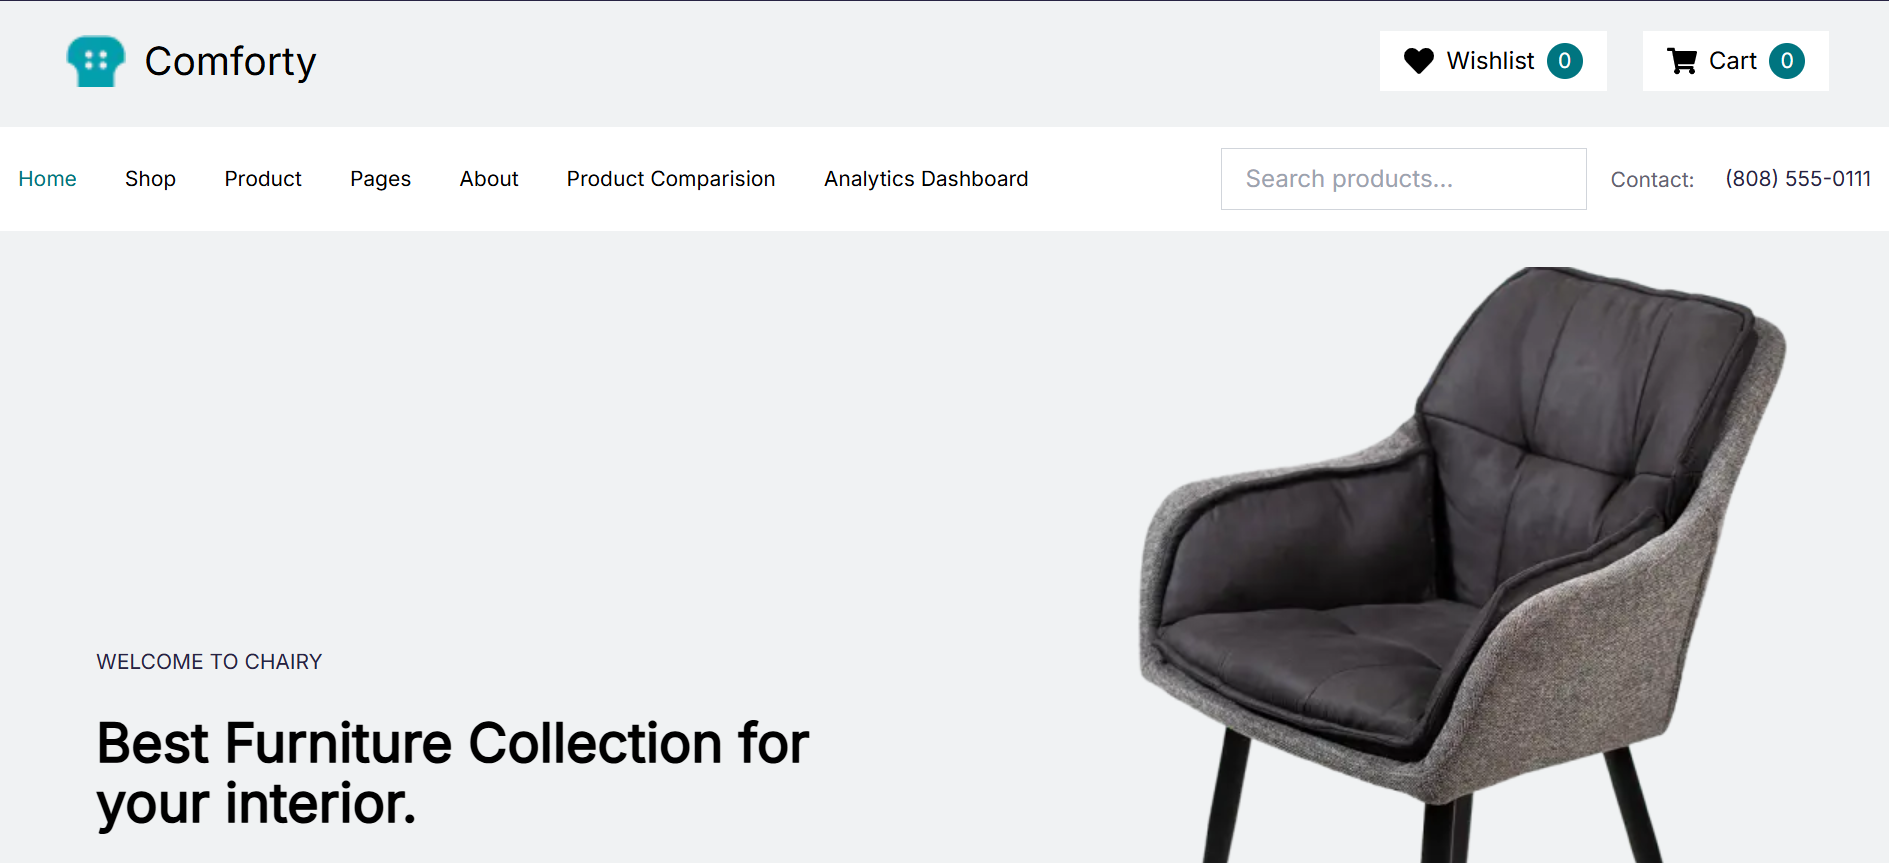 Comforty
Wishlist 0
Cart 0
Home Shop Product Pages About Product Comparision Analytics Dashboard
Search products...
Contact: (808) 555-0111
WELCOME TO CHAIRY
Best Furniture Collection for
your interior.